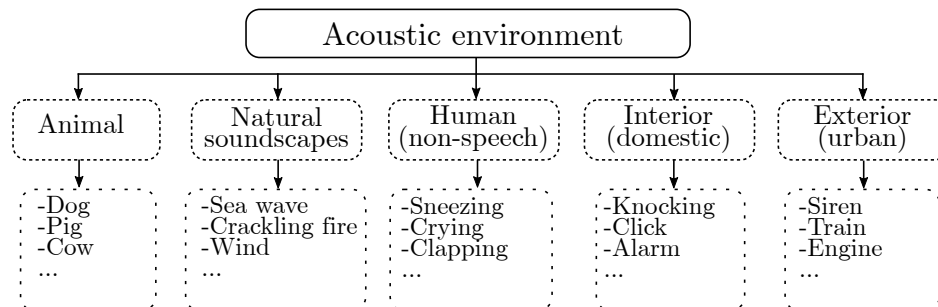 Acoustic environment
Animal
Natural
soundscapes
Human
(non-speech)
Interior
(domestic)
Exterior
(urban)
-Dog
-Pig
-Cow
...
-Sea wave
-Crackling fire
-Wind
...
-Sneezing
-Crying
-Clapping
...
-Knocking
-Click
-Alarm
...
-Siren
-Train
-Engine
...